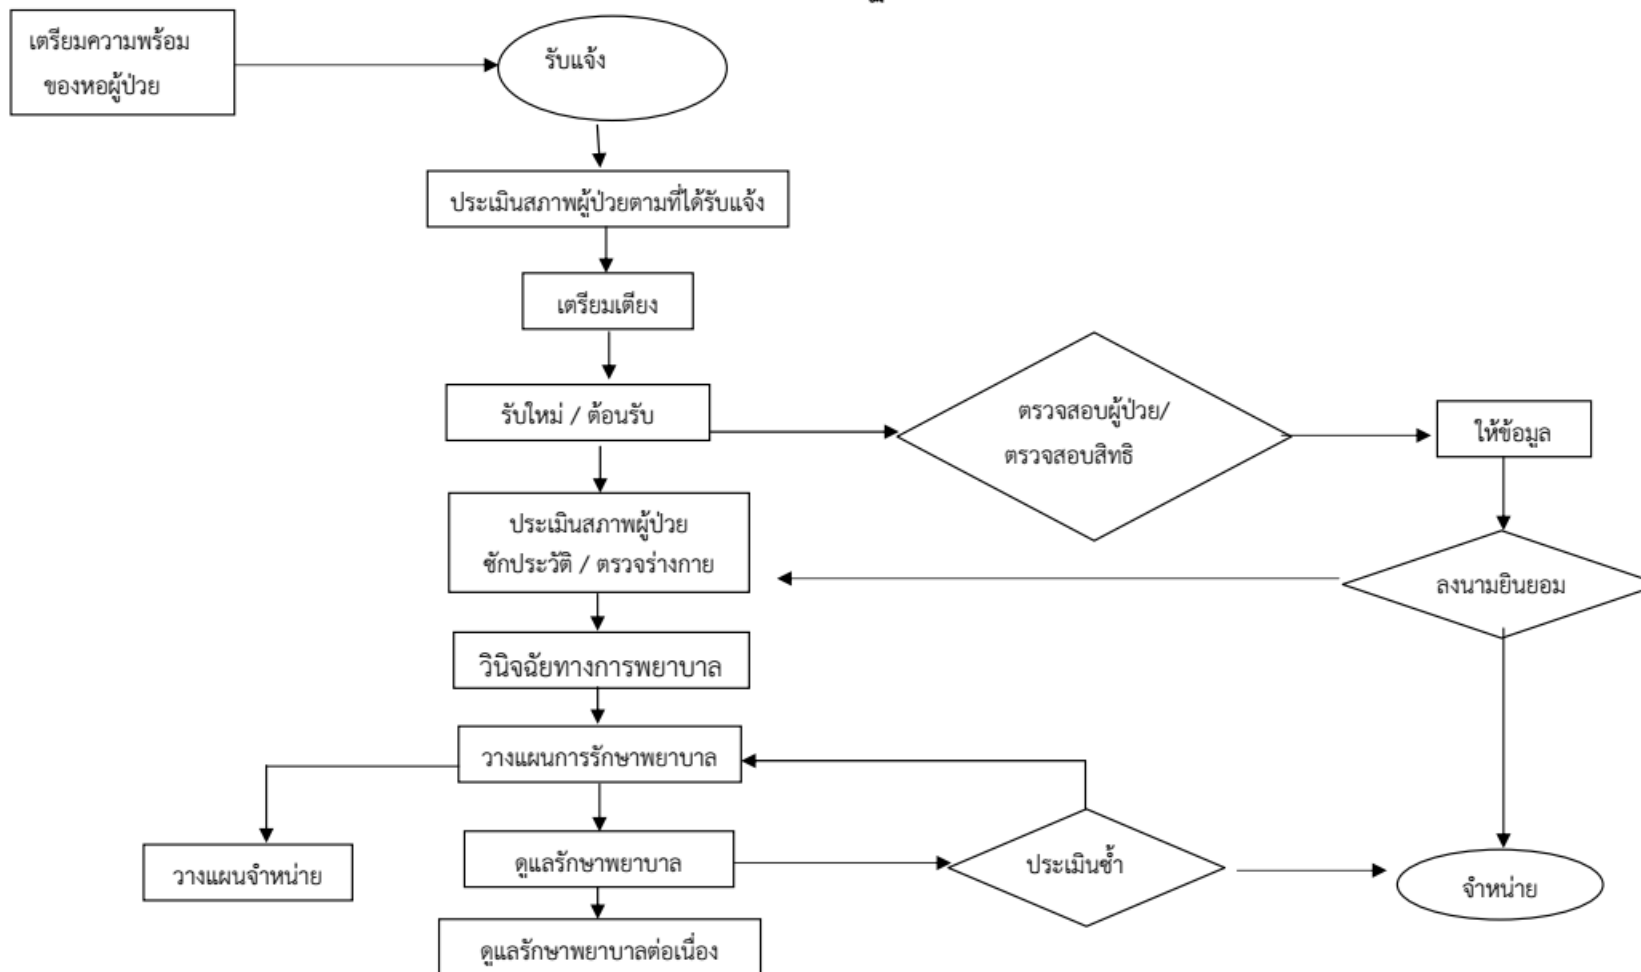 เตรียมความพร้อม
ของหอผู้ป่วย
รับแจ้ง
ประเมินสภาพผู้ป่วยตามที่ได้รับแจ้ง
เตรียมเตียง
รับใหม่ / ต้อนรับ
ตรวจสอบผู้ป่วย/
ตรวจสอบสิทธิ
ให้ข้อมูล
ประเมินสภาพผู้ป่วย
ซักประวัติ / ตรวจร่างกาย
ลงนามยินยอม
วินิจฉัยทางการพยาบาล
วางแผนการรักษาพยาบาล
วางแผนจำหน่าย
ดูแลรักษาพยาบาล
ประเมินซ้ำ
จำหน่าย
ดูแลรักษาพยาบาลต่อเนื่อง